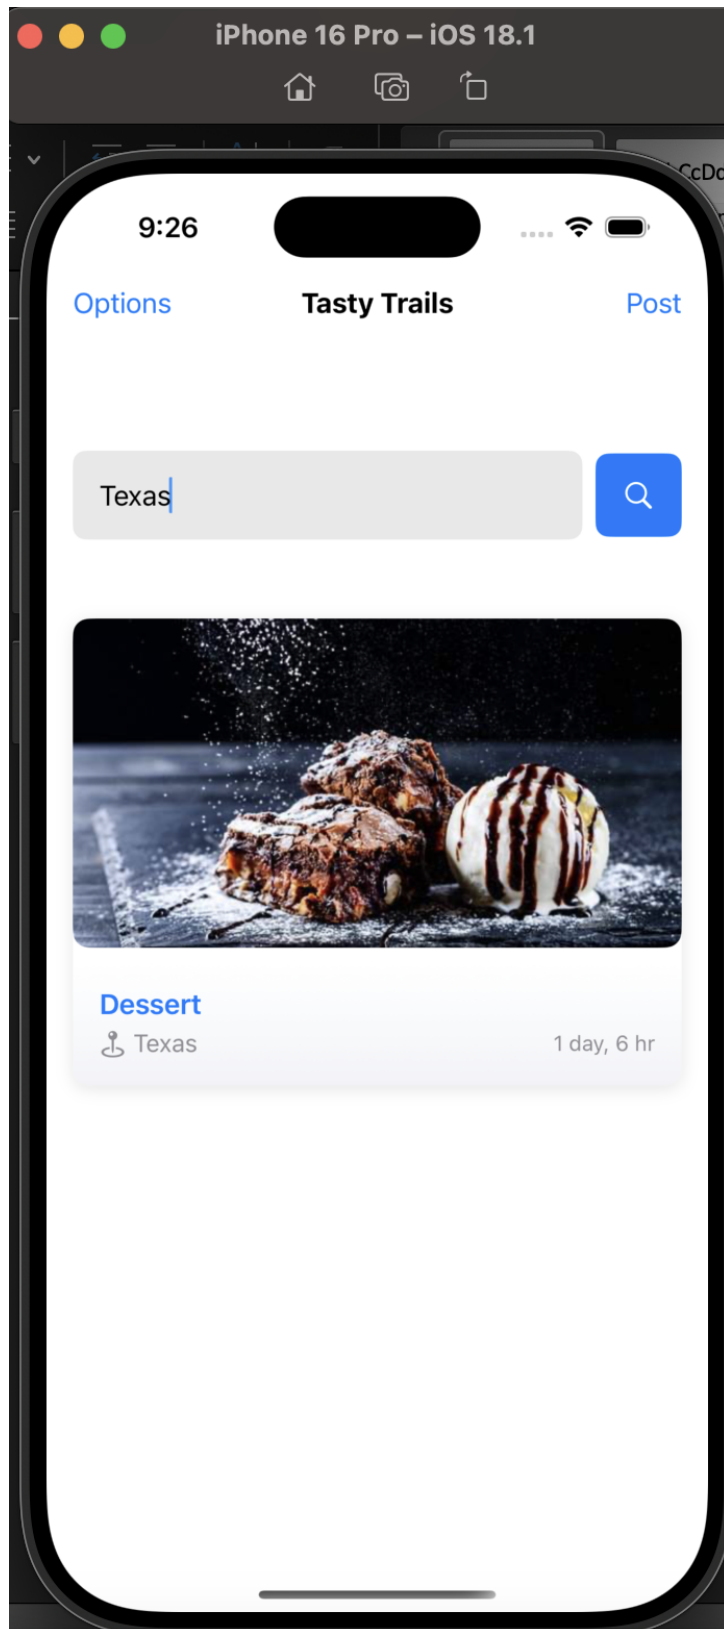 iPhone 16 Pro – iOS 18.1
CcDd
9:26
Options Tasty Trails Post
Texas
Dessert
Texas 1 day, 6 hr